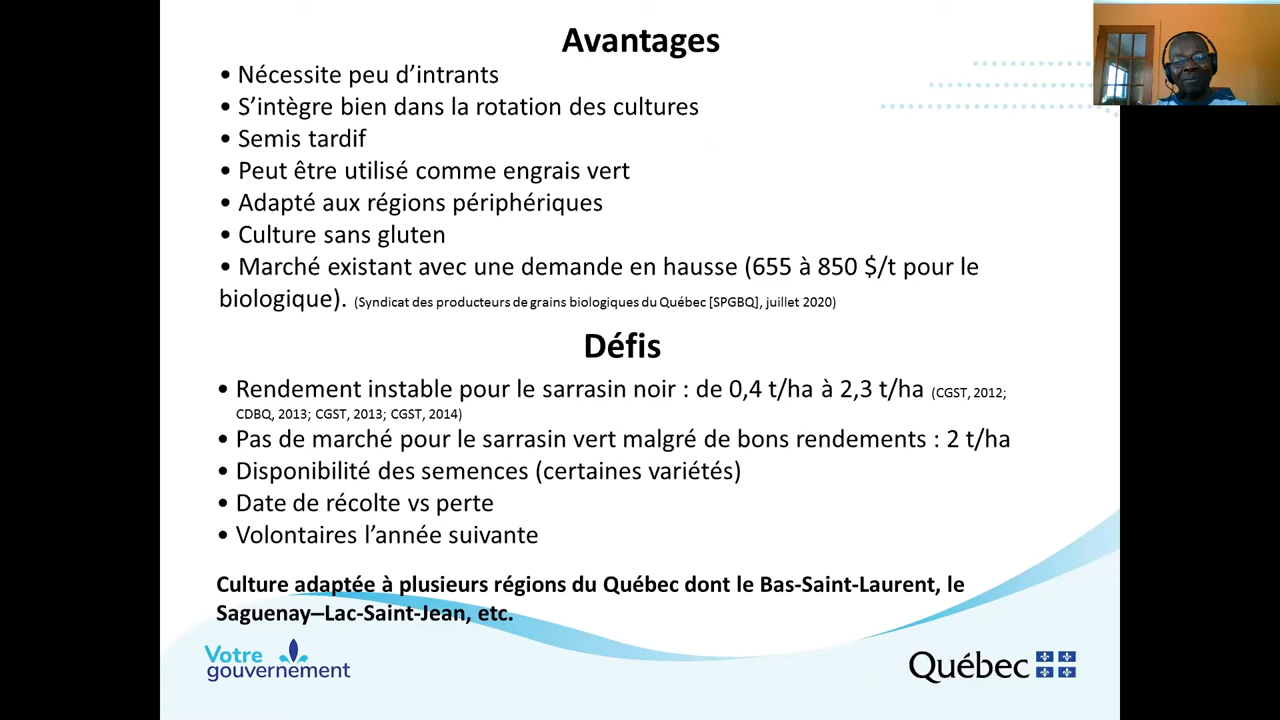 Avantages
• Nécessite peu d’intrants
• S’intègre bien dans la rotation des cultures
• Semis tardif
• Peut être utilisé comme engrais vert
• Adapté aux régions périphériques
• Culture sans gluten
• Marché existant avec une demande en hausse (655 à 850 $/t pour le
biologique). (Syndicat des producteurs de grains biologiques du Québec [SPGBQ], juillet 2020)
Défis
• Rendement instable pour le sarrasin noir : de 0,4 t/ha à 2,3 t/ha (CGST, 2012;
CDBQ, 2013; CGST, 2013; CGST, 2014)
• Pas de marché pour le sarrasin vert malgré de bons rendements : 2 t/ha
• Disponibilité des semences (certaines variétés)
• Date de récolte vs perte
• Volontaires l’année suivante
Culture adaptée à plusieurs régions du Québec dont le Bas-Saint-Laurent, le
Saguenay–Lac-Saint-Jean, etc.
Votre
gouvernement
Québec